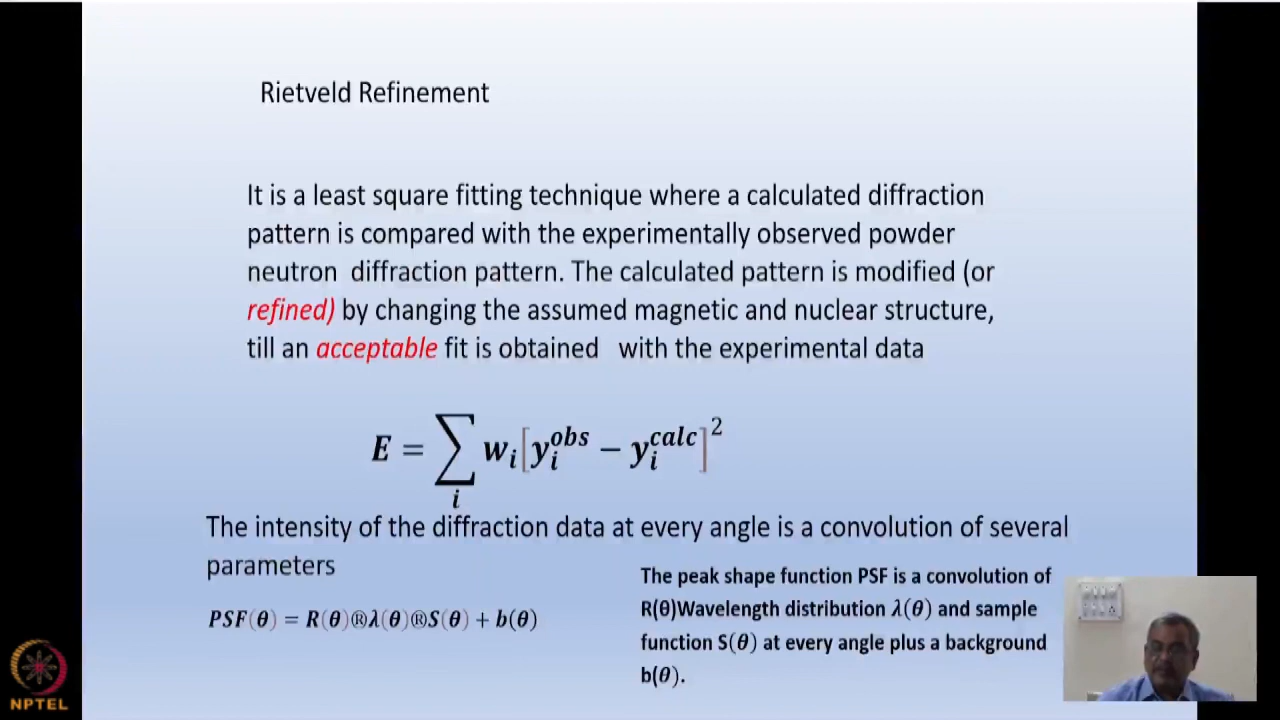 Rietveld Refinement
It is a least square fitting technique where a calculated diffraction
pattern is compared with the experimentally observed powder
neutron diffraction pattern. The calculated pattern is modified (or
refined) by changing the assumed magnetic and nuclear structure,
till an acceptable fit is obtained with the experimental data
E = ∑_i w_i [y_i^obs − y_i^calc]^2
The intensity of the diffraction data at every angle is a convolution of several
parameters
PSF(θ) = R(θ)®λ(θ)®S(θ) + b(θ)
The peak shape function PSF is a convolution of
R(θ)Wavelength distribution λ(θ) and sample
function S(θ) at every angle plus a background
b(θ).
NPTEL